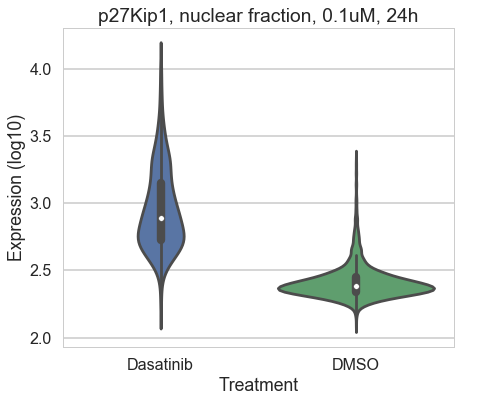 p27Kip1, nuclear fraction, 0.1uM, 24h
4.0
3.5
3.0
2.5
2.0
Expression (log10)
Dasatinib DMSO
Treatment